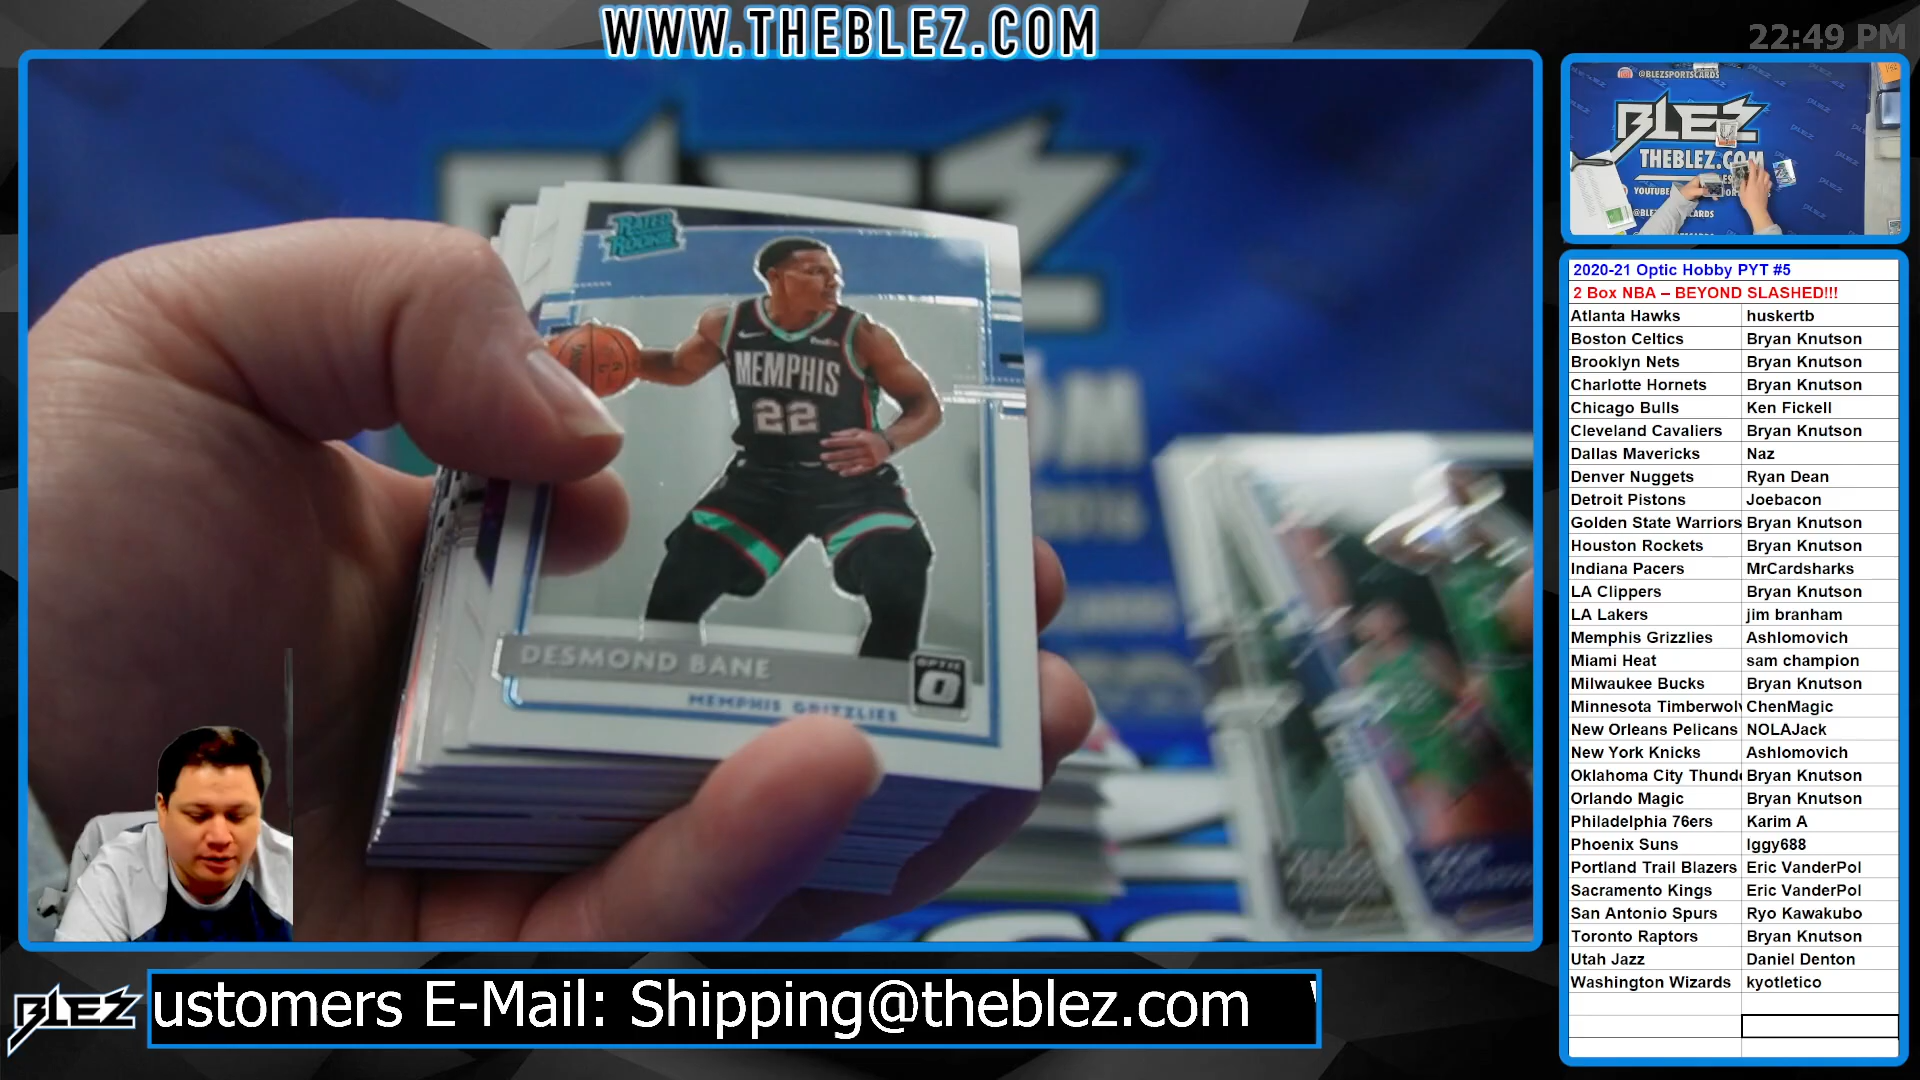 WWW.THEBLEZ.COM
22:49 PM
@BLEZSPORTSCARDS
BLEZ
THEBLEZ.COM
YOUTUBE
RATED
ROOKIE
MEMPHIS
22
DESMOND BANE
OPTIC
MEMPHIS GRIZZLIES
2020-21 Optic Hobby PYT #5
2 Box NBA – BEYOND SLASHED!!!
Atlanta Hawks huskertb
Boston Celtics Bryan Knutson
Brooklyn Nets Bryan Knutson
Charlotte Hornets Bryan Knutson
Chicago Bulls Ken Fickell
Cleveland Cavaliers Bryan Knutson
Dallas Mavericks Naz
Denver Nuggets Ryan Dean
Detroit Pistons Joebacon
Golden State Warriors Bryan Knutson
Houston Rockets Bryan Knutson
Indiana Pacers MrCardsharks
LA Clippers Bryan Knutson
LA Lakers jim branham
Memphis Grizzlies Ashlomovich
Miami Heat sam champion
Milwaukee Bucks Bryan Knutson
Minnesota Timberwolv ChenMagic
New Orleans Pelicans NOLAJack
New York Knicks Ashlomovich
Oklahoma City Thunde Bryan Knutson
Orlando Magic Bryan Knutson
Philadelphia 76ers Karim A
Phoenix Suns Iggy688
Portland Trail Blazers Eric VanderPol
Sacramento Kings Eric VanderPol
San Antonio Spurs Ryo Kawakubo
Toronto Raptors Bryan Knutson
Utah Jazz Daniel Denton
Washington Wizards kyotletico
BLEZ
ustomers E-Mail: Shipping@theblez.com